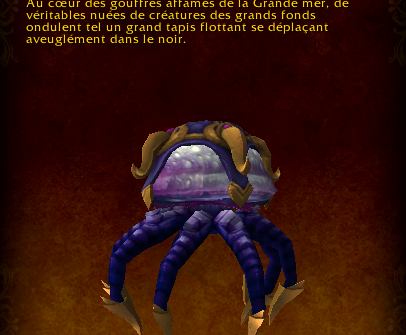 Au cœur des gouffres affamés de la Grande mer, de
véritables nuées de créatures des grands fonds
ondulent tel un grand tapis flottant se déplaçant
aveuglément dans le noir.